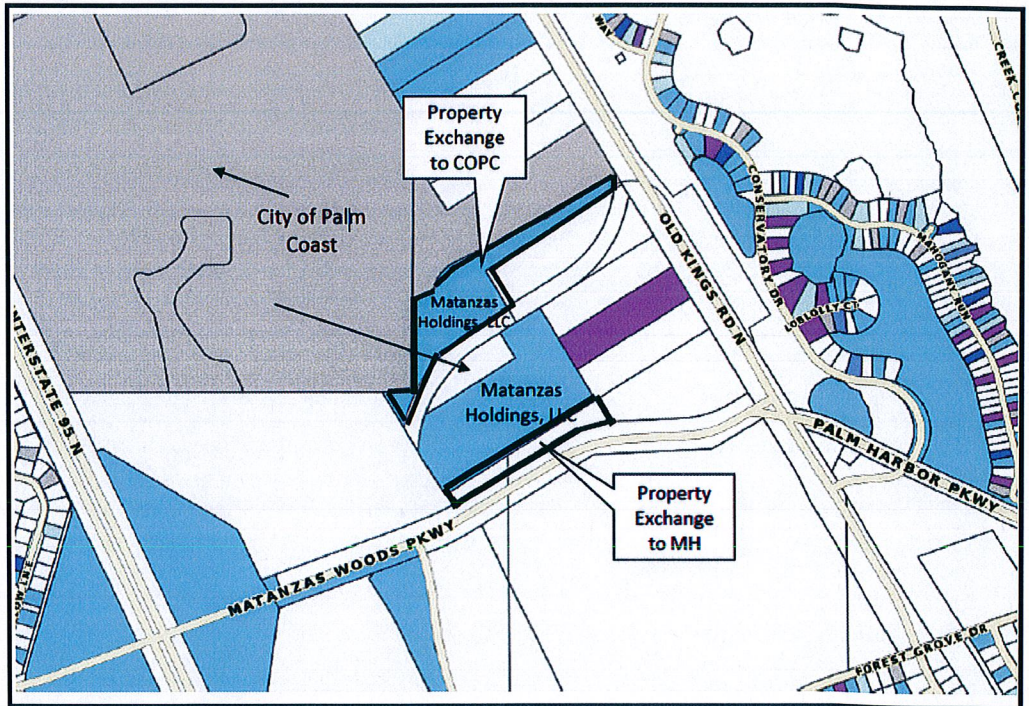 WAY
CREEK
Property
Exchange
to COPC
City of Palm
Coast
CONSERVATORY DR
MAHOGANY RUN
OLD KINGS RD N
LOBLOLLY CT
Matanzas
Holdings, LLC
INTERSTATE 95 N
Matanzas
Holdings, LLC
PALM HARBOR PKWY
Property
Exchange
to MH
MATANZAS WOODS PKWY
FOREST GROVE DR